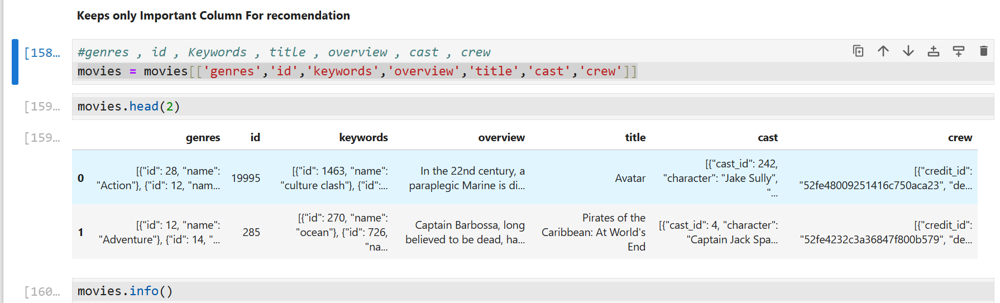 Keeps only Important Column For recomendation
[158...
#genres , id , Keywords , title , overview , cast , crew
movies = movies[['genres','id','keywords','overview','title','cast','crew']]
[159...
movies.head(2)
[159...
genres id keywords overview title cast crew
0 [{"id": 28, "name": "Action"}, {"id": 12, "nam... 19995 [{"id": 1463, "name": "culture clash"}, {"id":... In the 22nd century, a paraplegic Marine is di... Avatar [{"cast_id": 242, "character": "Jake Sully", "... [{"credit_id": "52fe48009251416c750aca23", "de...
1 [{"id": 12, "name": "Adventure"}, {"id": 14, "... 285 [{"id": 270, "name": "ocean"}, {"id": 726, "na... Captain Barbossa, long believed to be dead, ha... Pirates of the Caribbean: At World's End [{"cast_id": 4, "character": "Captain Jack Spa... [{"credit_id": "52fe4232c3a36847f800b579", "de...
[160...
movies.info()